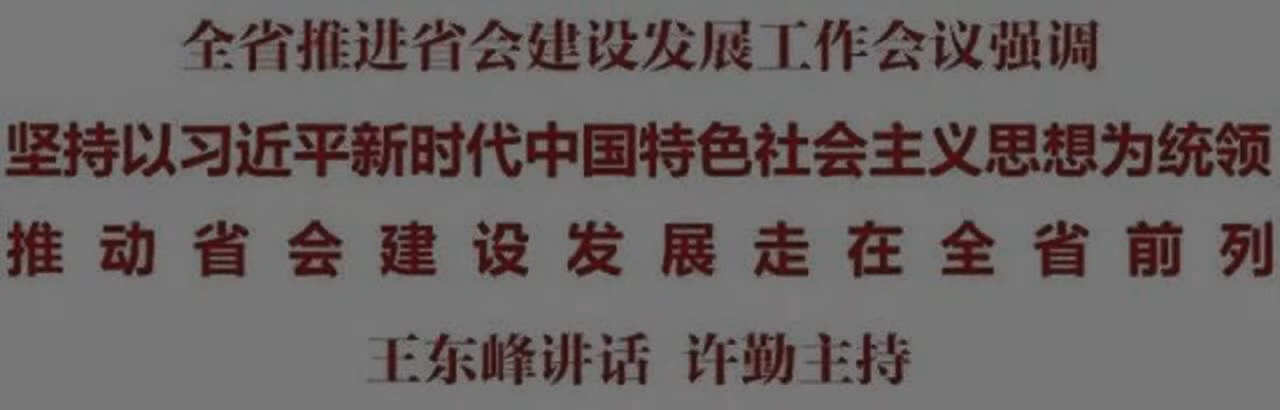 全省推进省会建设发展工作会议强调
坚持以习近平新时代中国特色社会主义思想为统领
推动省会建设发展走在全省前列
王东峰讲话 许勤主持